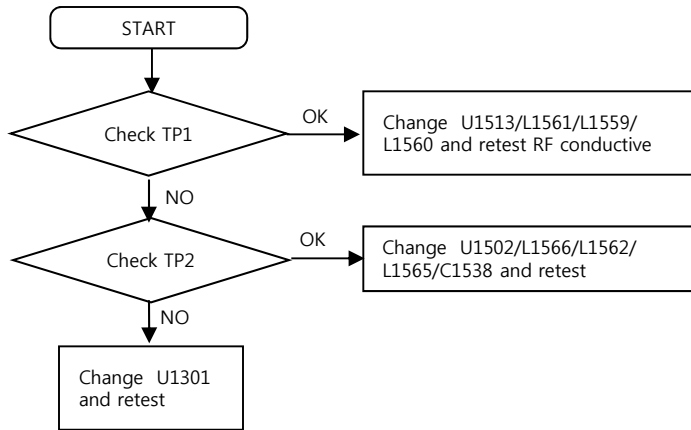 START
Check TP1
OK
Change U1513/L1561/L1559/
L1560 and retest RF conductive
NO
Check TP2
OK
Change U1502/L1566/L1562/
L1565/C1538 and retest
NO
Change U1301
and retest